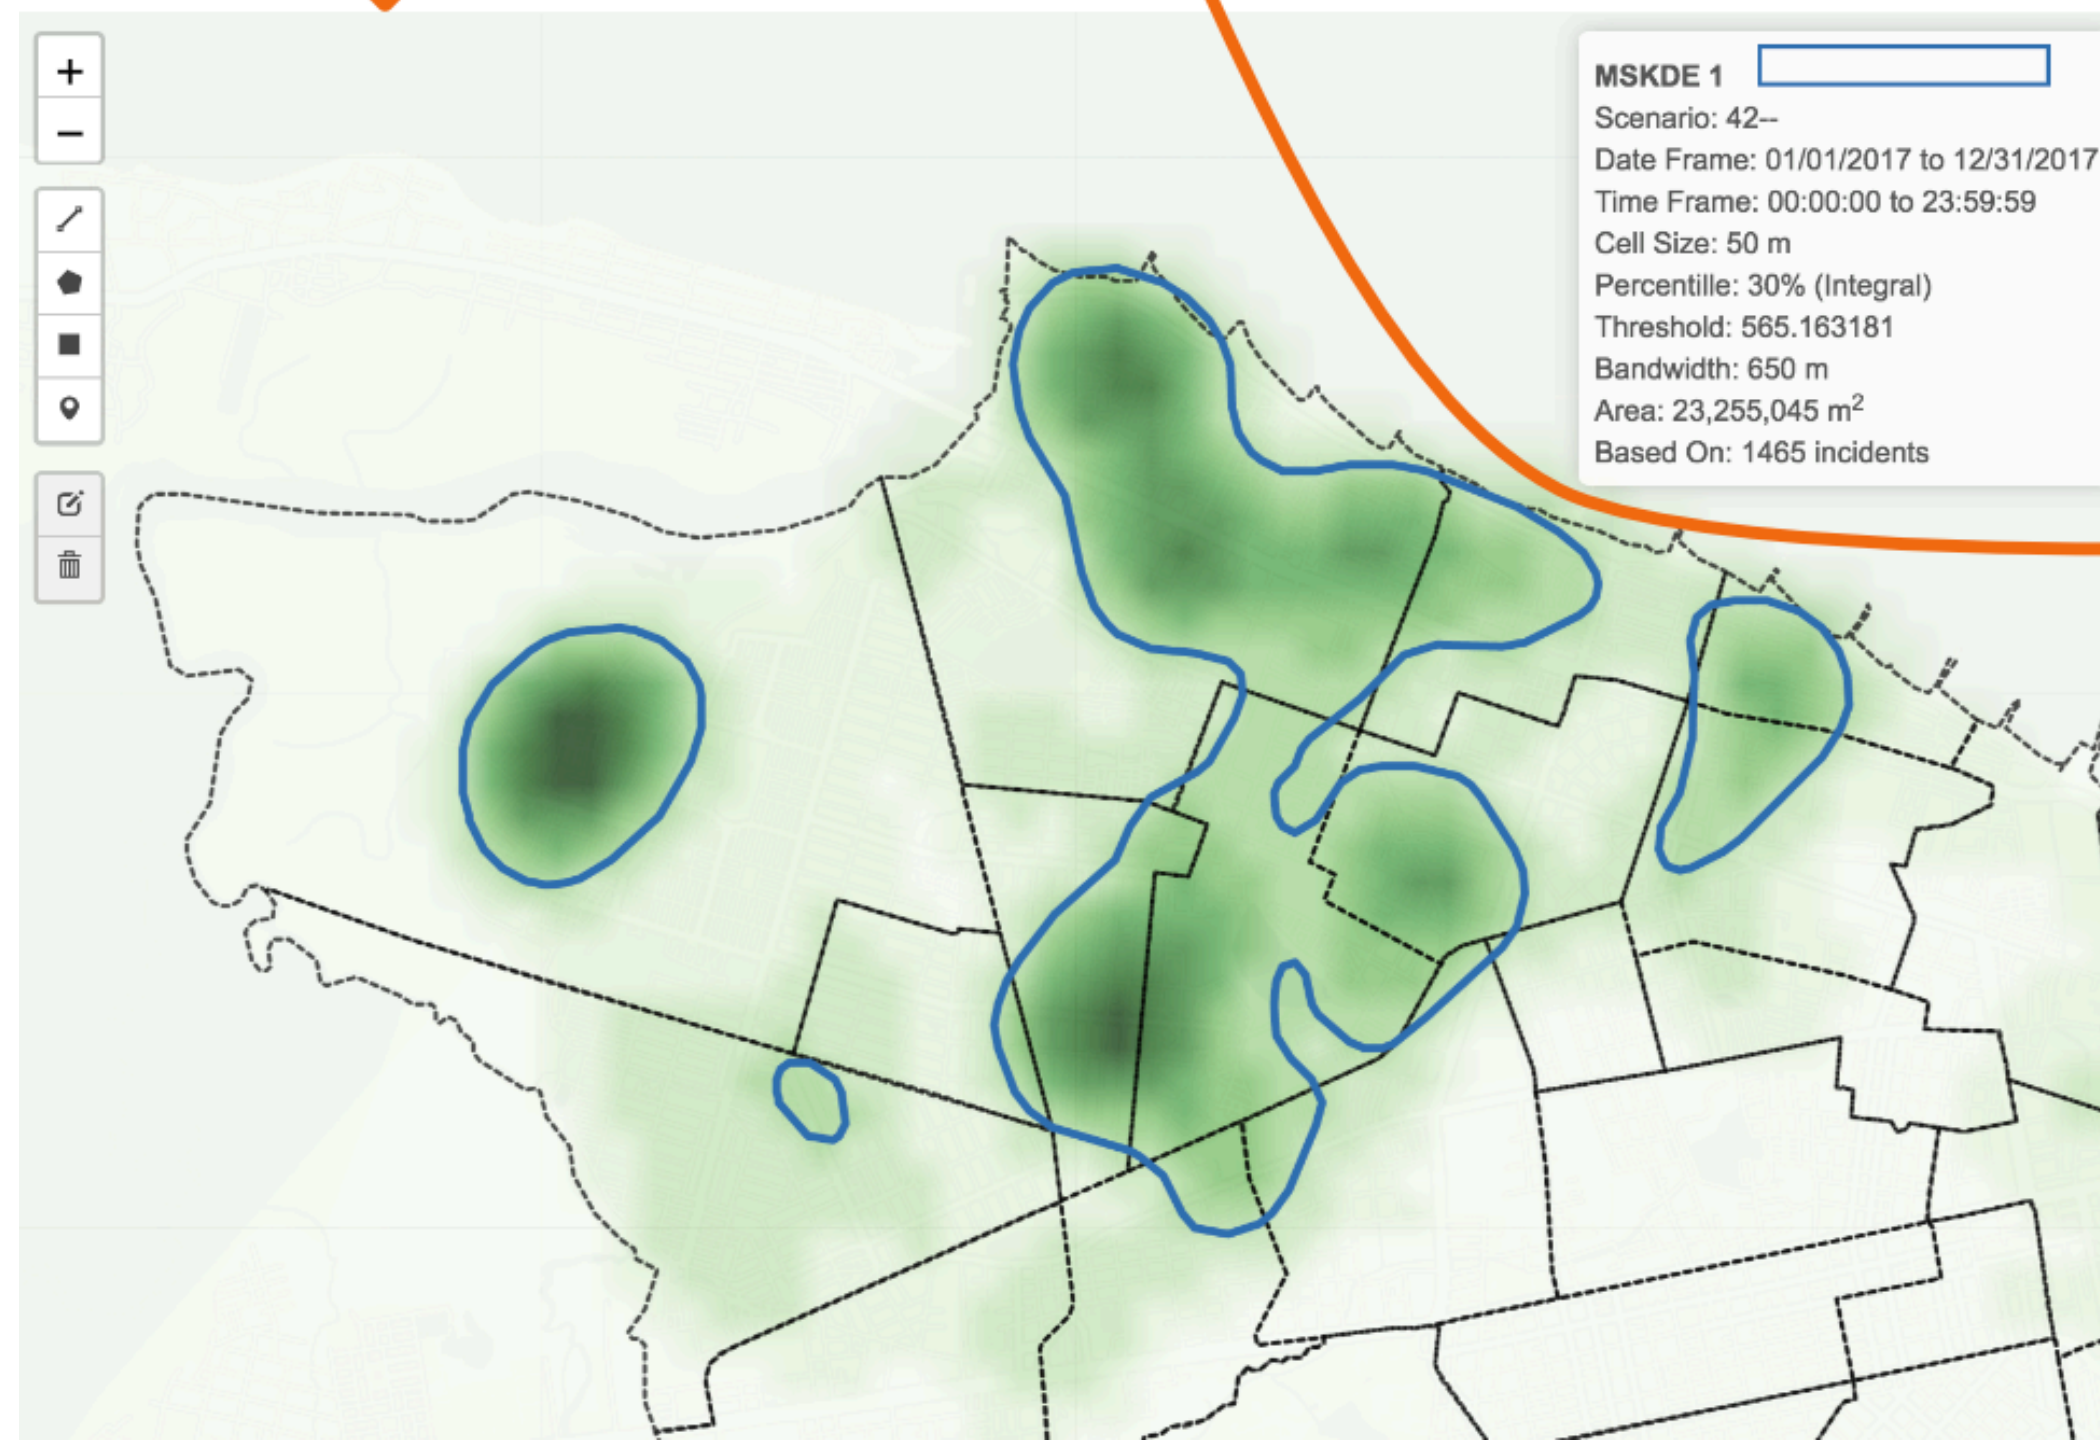 +
−
MSKDE 1
Scenario: 42--
Date Frame: 01/01/2017 to 12/31/2017
Time Frame: 00:00:00 to 23:59:59
Cell Size: 50 m
Percentille: 30% (Integral)
Threshold: 565.163181
Bandwidth: 650 m
Area: 23,255,045 m²
Based On: 1465 incidents